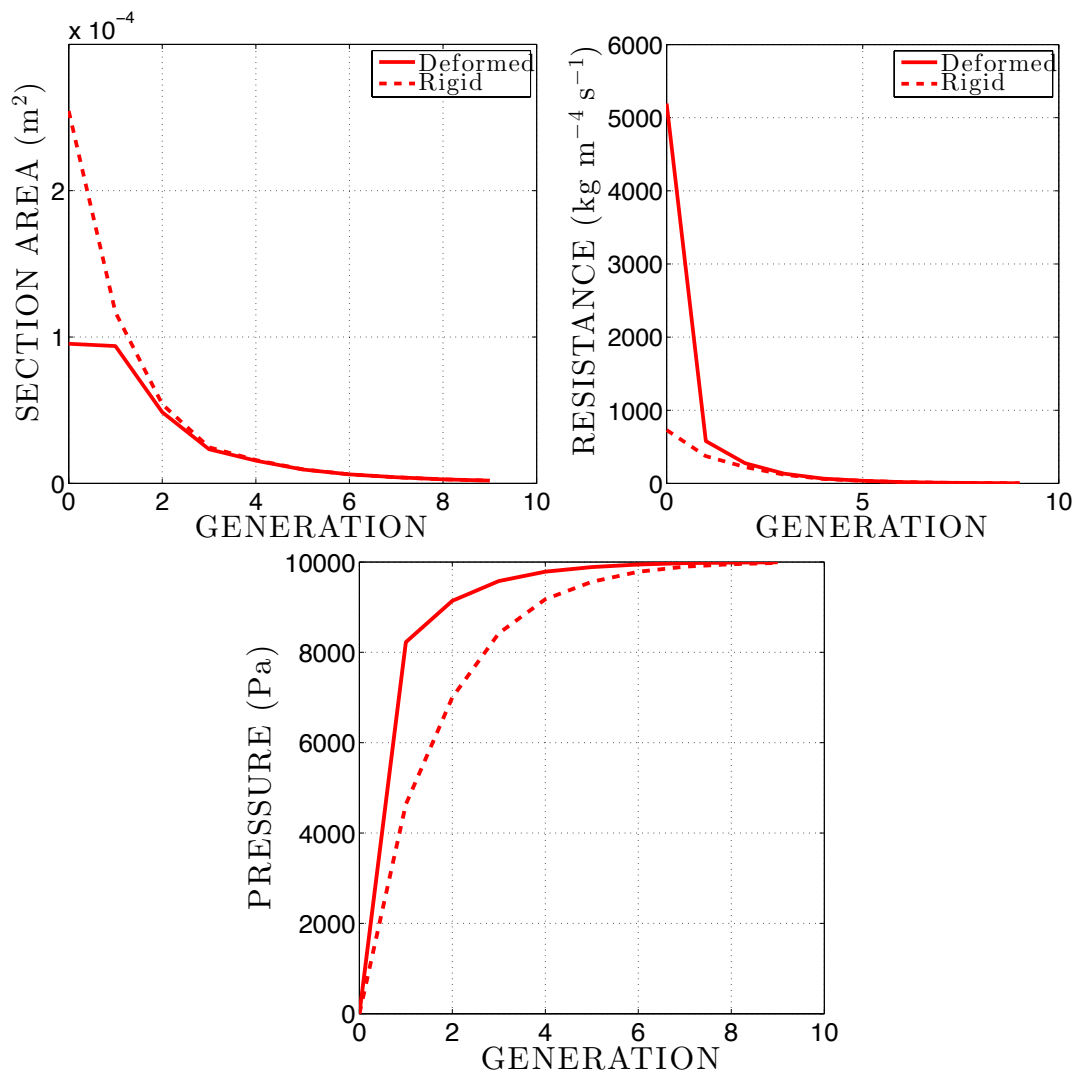 x 10−4
2
1
0
SECTION AREA (m2)
Deformed
Rigid
0 2 4 6 8 10
GENERATION
6000
5000
4000
3000
2000
1000
0
RESISTANCE (kg m−4 s−1)
Deformed
Rigid
0 5 10
GENERATION
10000
8000
6000
4000
2000
0
PRESSURE (Pa)
0 2 4 6 8 10
GENERATION